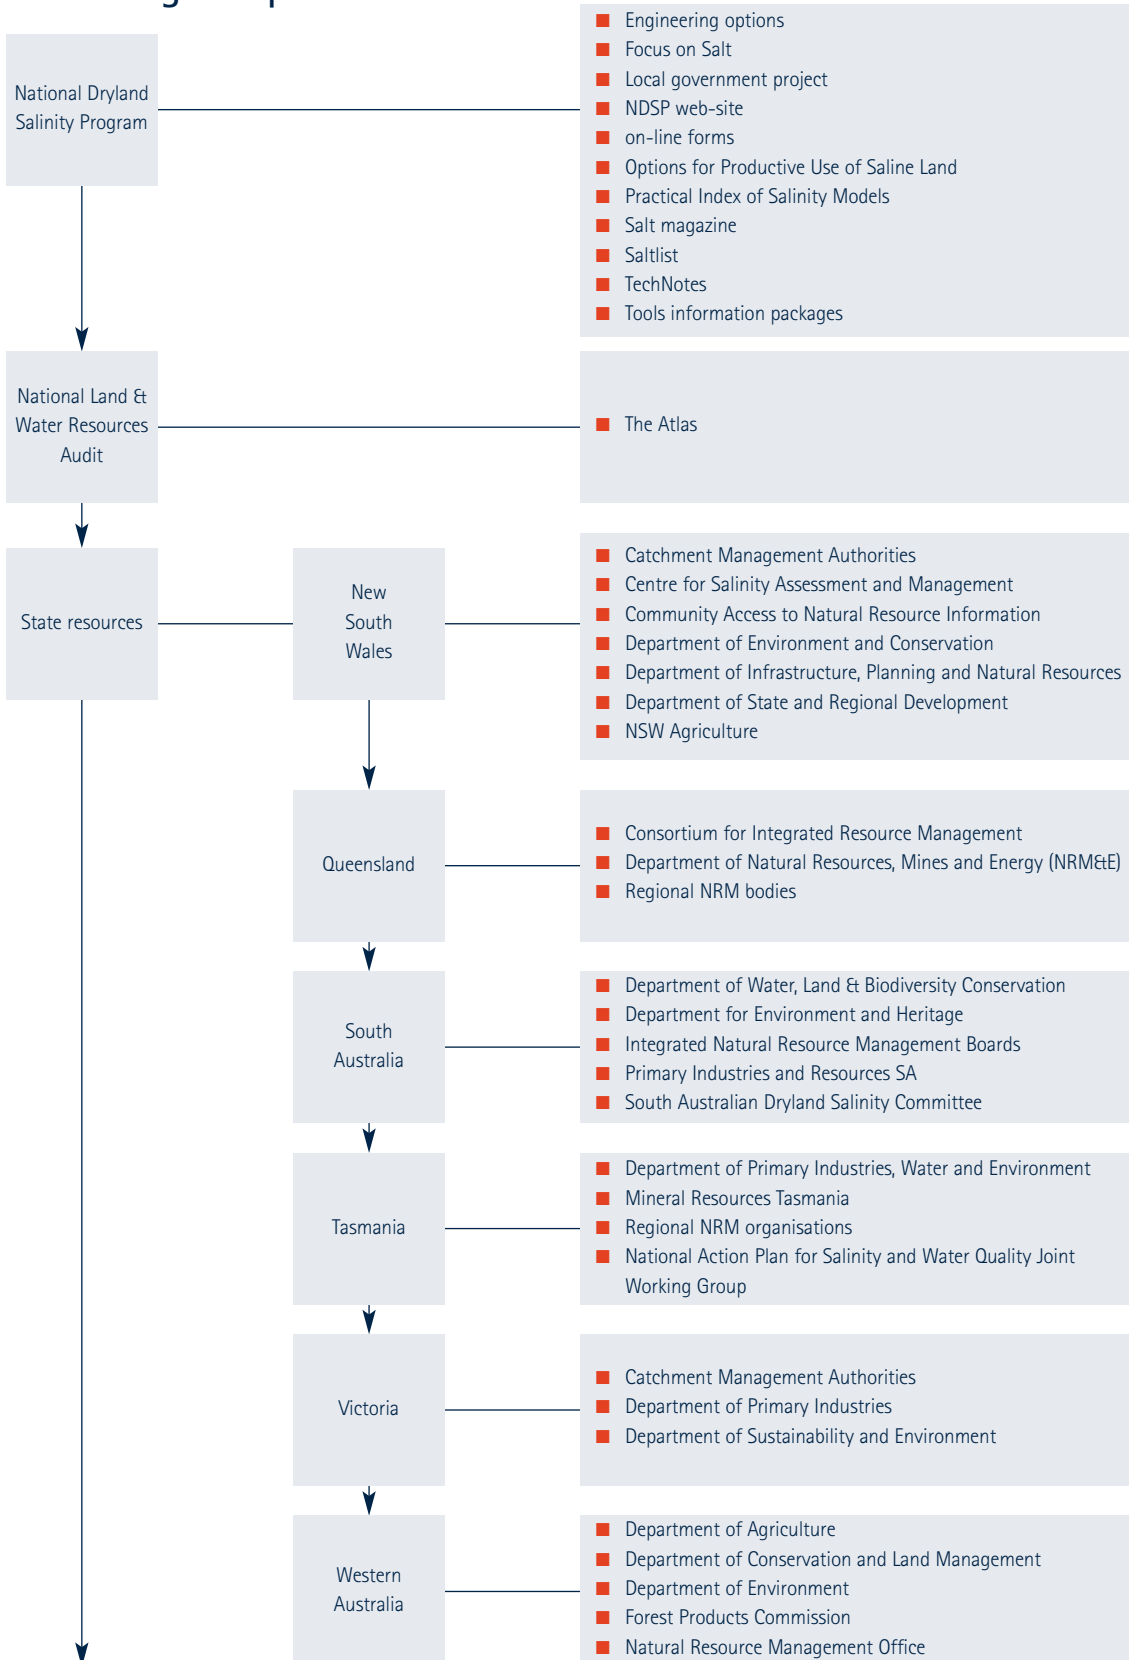 National Dryland
Salinity Program
Engineering options
Focus on Salt
Local government project
NDSP web-site
on-line forms
Options for Productive Use of Saline Land
Practical Index of Salinity Models
Salt magazine
Saltlist
TechNotes
Tools information packages
National Land &
Water Resources
Audit
The Atlas
State resources
New
South
Wales
Catchment Management Authorities
Centre for Salinity Assessment and Management
Community Access to Natural Resource Information
Department of Environment and Conservation
Department of Infrastructure, Planning and Natural Resources
Department of State and Regional Development
NSW Agriculture
Queensland
Consortium for Integrated Resource Management
Department of Natural Resources, Mines and Energy (NRM&E)
Regional NRM bodies
South
Australia
Department of Water, Land & Biodiversity Conservation
Department for Environment and Heritage
Integrated Natural Resource Management Boards
Primary Industries and Resources SA
South Australian Dryland Salinity Committee
Tasmania
Department of Primary Industries, Water and Environment
Mineral Resources Tasmania
Regional NRM organisations
National Action Plan for Salinity and Water Quality Joint
Working Group
Victoria
Catchment Management Authorities
Department of Primary Industries
Department of Sustainability and Environment
Western
Australia
Department of Agriculture
Department of Conservation and Land Management
Department of Environment
Forest Products Commission
Natural Resource Management Office